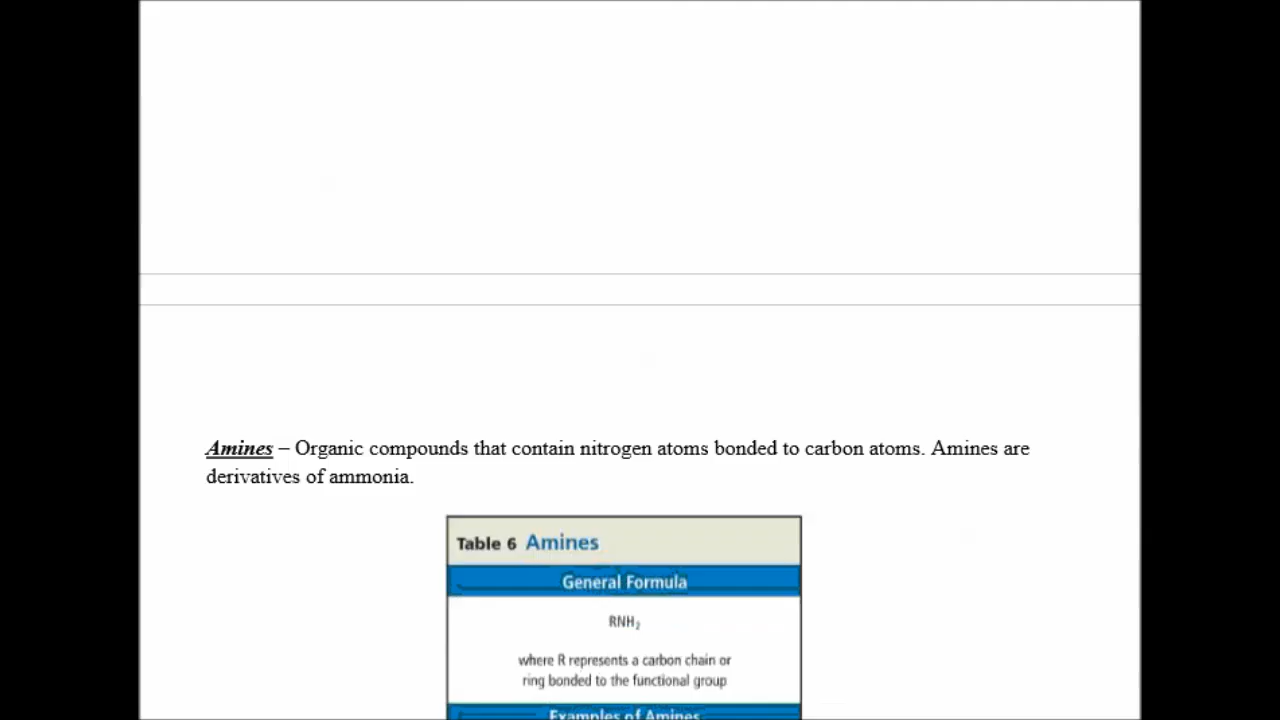 Amines – Organic compounds that contain nitrogen atoms bonded to carbon atoms. Amines are
derivatives of ammonia.
Table 6 Amines
General Formula
RNH₂
where R represents a carbon chain or
ring bonded to the functional group
Examples of Amines